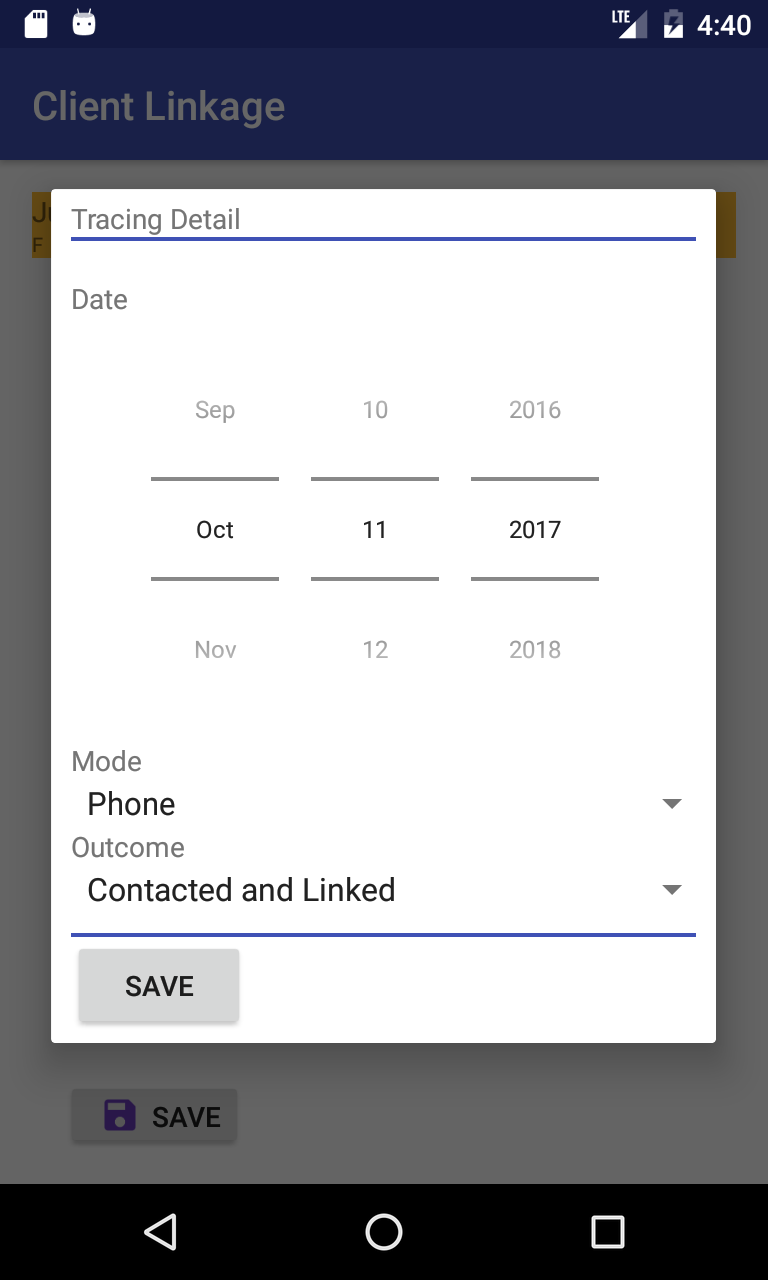 LTE 4:40
Client Linkage
F
Tracing Detail
Date
Sep 10 2016
Oct 11 2017
Nov 12 2018
Mode
Phone
Outcome
Contacted and Linked
SAVE
SAVE